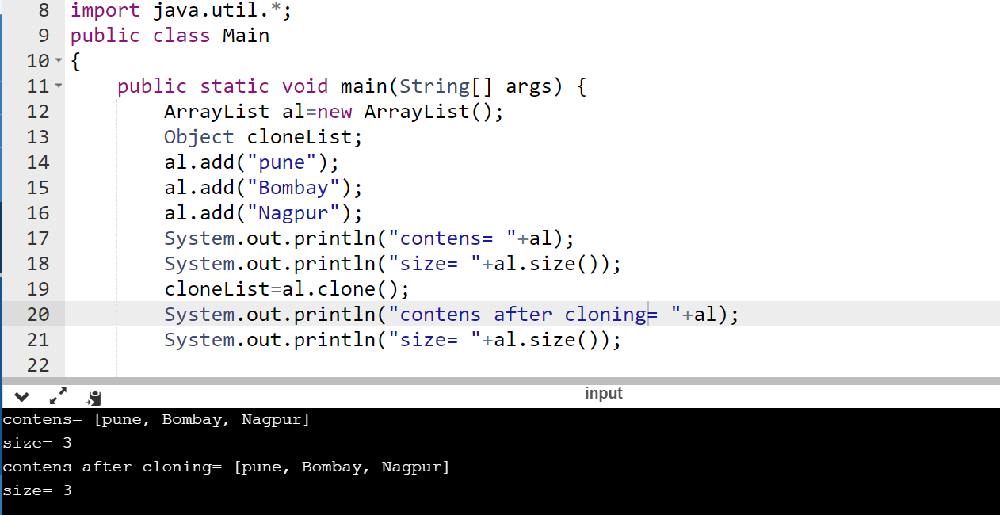 8 import java.util.*;
9 public class Main
10 {
11     public static void main(String[] args) {
12         ArrayList al=new ArrayList();
13         Object cloneList;
14         al.add("pune");
15         al.add("Bombay");
16         al.add("Nagpur");
17         System.out.println("contens= "+al);
18         System.out.println("size= "+al.size());
19         cloneList=al.clone();
20         System.out.println("contens after cloning= "+al);
21         System.out.println("size= "+al.size());
22
input
contens= [pune, Bombay, Nagpur]
size= 3
contens after cloning= [pune, Bombay, Nagpur]
size= 3